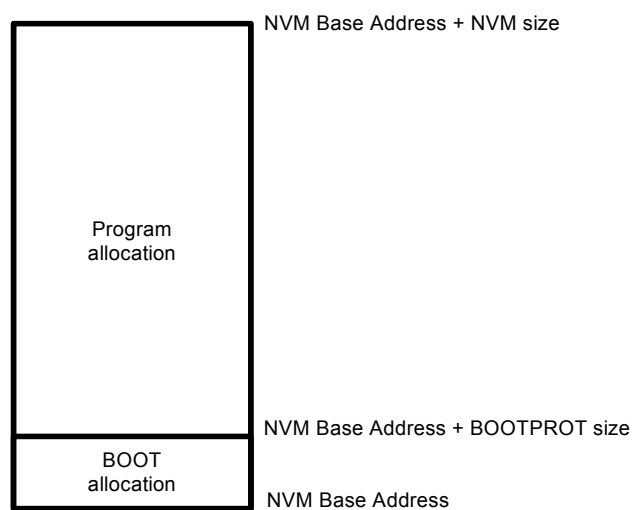 NVM Base Address + NVM size
Program
allocation
NVM Base Address + BOOTPROT size
BOOT
allocation
NVM Base Address